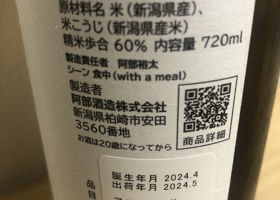 原材料名 米（新潟県産）、
米こうじ（新潟県産米）
精米歩合 60% 内容量 720ml
製造責任者 阿部裕太
シーン 食中(with a meal)
製造者
阿部酒造株式会社
新潟県柏崎市安田
3560番地
商品詳細
お酒は20歳になってから
誕生年月 2024.4
出荷年月 2024.5
品
目